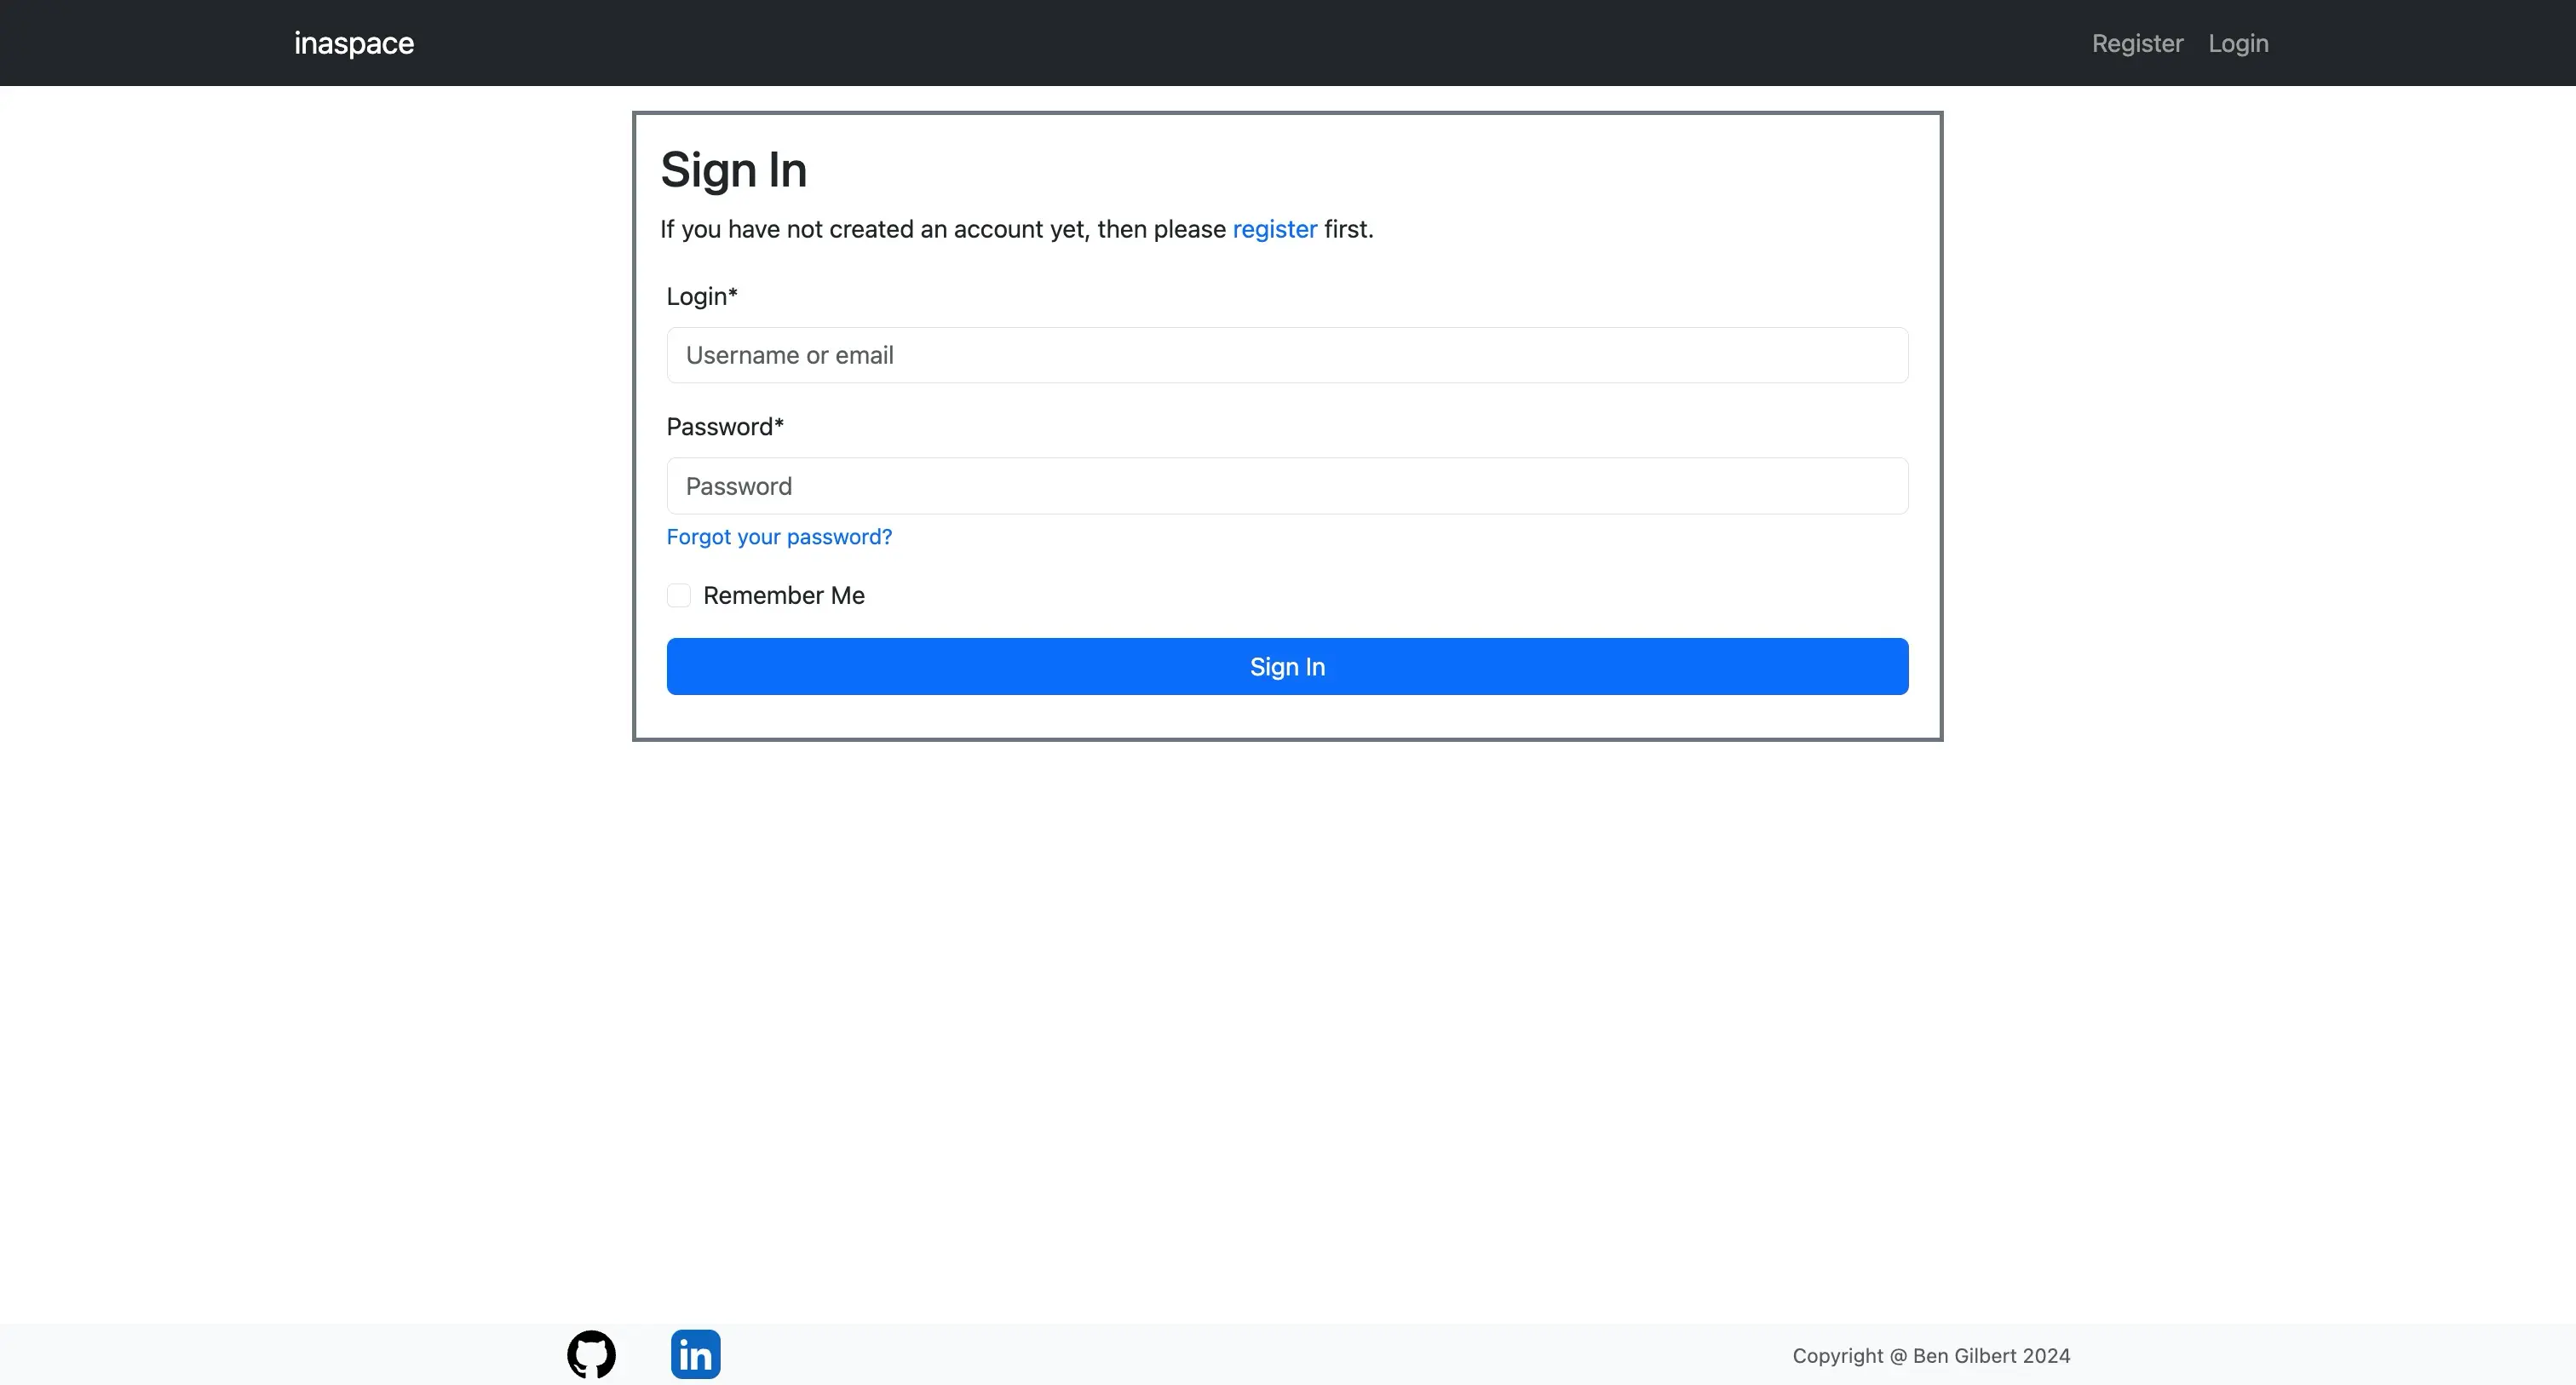 inaspace Register Login
Sign In
If you have not created an account yet, then please register first.
Login*
Username or email
Password*
Password
Forgot your password?
Remember Me
Sign In
in Copyright @ Ben Gilbert 2024